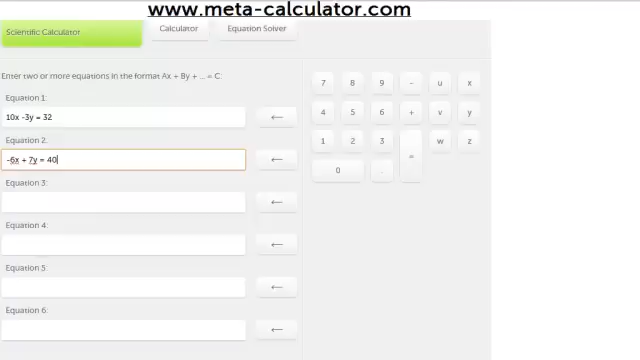 www.meta-calculator.com
Scientific Calculator
Calculator
Equation Solver
Enter two or more equations in the format Ax + By + ... = C:
Equation 1:
10x -3y = 32
←
Equation 2:
-6x + 7y = 40
←
Equation 3:
←
Equation 4:
←
Equation 5:
←
Equation 6:
←
7 8 9 - u x
4 5 6 + v y
1 2 3 = w z
0 .